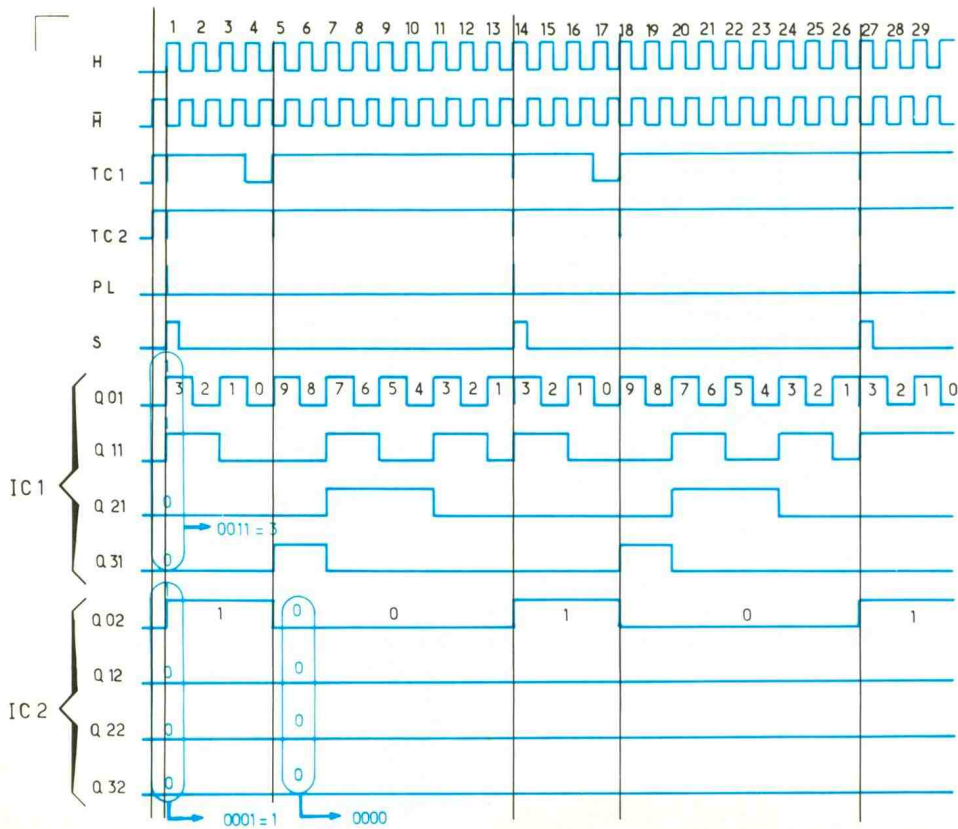 1 2 3 4 5 6 7 8 9 10 11 12 13 14 15 16 17 18 19 20 21 22 23 24 25 26 27 28 29
H
H̅
TC1
TC2
PL
S
1
Q01 3 2 1 0 9 8 7 6 5 4 3 2 1 3 2 1 0 9 8 7 6 5 4 3 2 1 3 2 1 0
1
Q11
IC1
Q21 0
0011 = 3
Q31 0
1
Q02 1 0 0 1 0 1
Q12 0 0
IC2
Q22 0 0
Q32 0 0
0001 = 1 0000